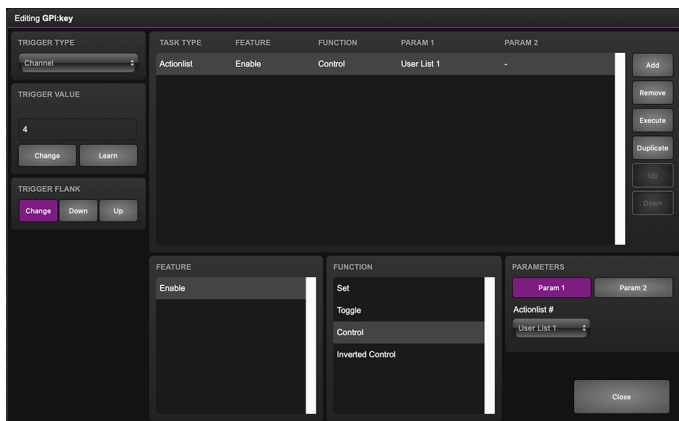 Editing GPI:key
TRIGGER TYPE
Channel
TRIGGER VALUE
4
Change Learn
TRIGGER FLANK
Change Down Up
TASK TYPE FEATURE FUNCTION PARAM 1 PARAM 2
Actionlist Enable Control User List 1 -
Add
Remove
Execute
Duplicate
Up
Down
FEATURE
Enable
FUNCTION
Set
Toggle
Control
Inverted Control
PARAMETERS
Param 1 Param 2
Actionlist #
User List 1
Close